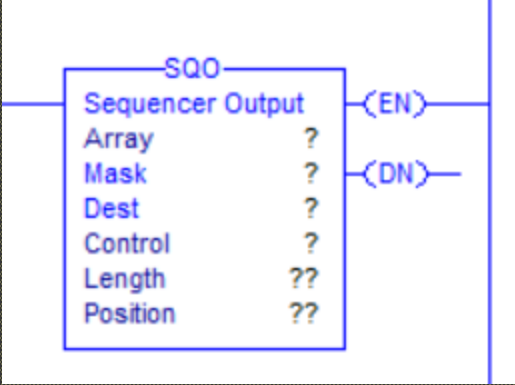 SQO
Sequencer Output (EN)
Array ?
Mask ? (DN)
Dest ?
Control ?
Length ??
Position ??